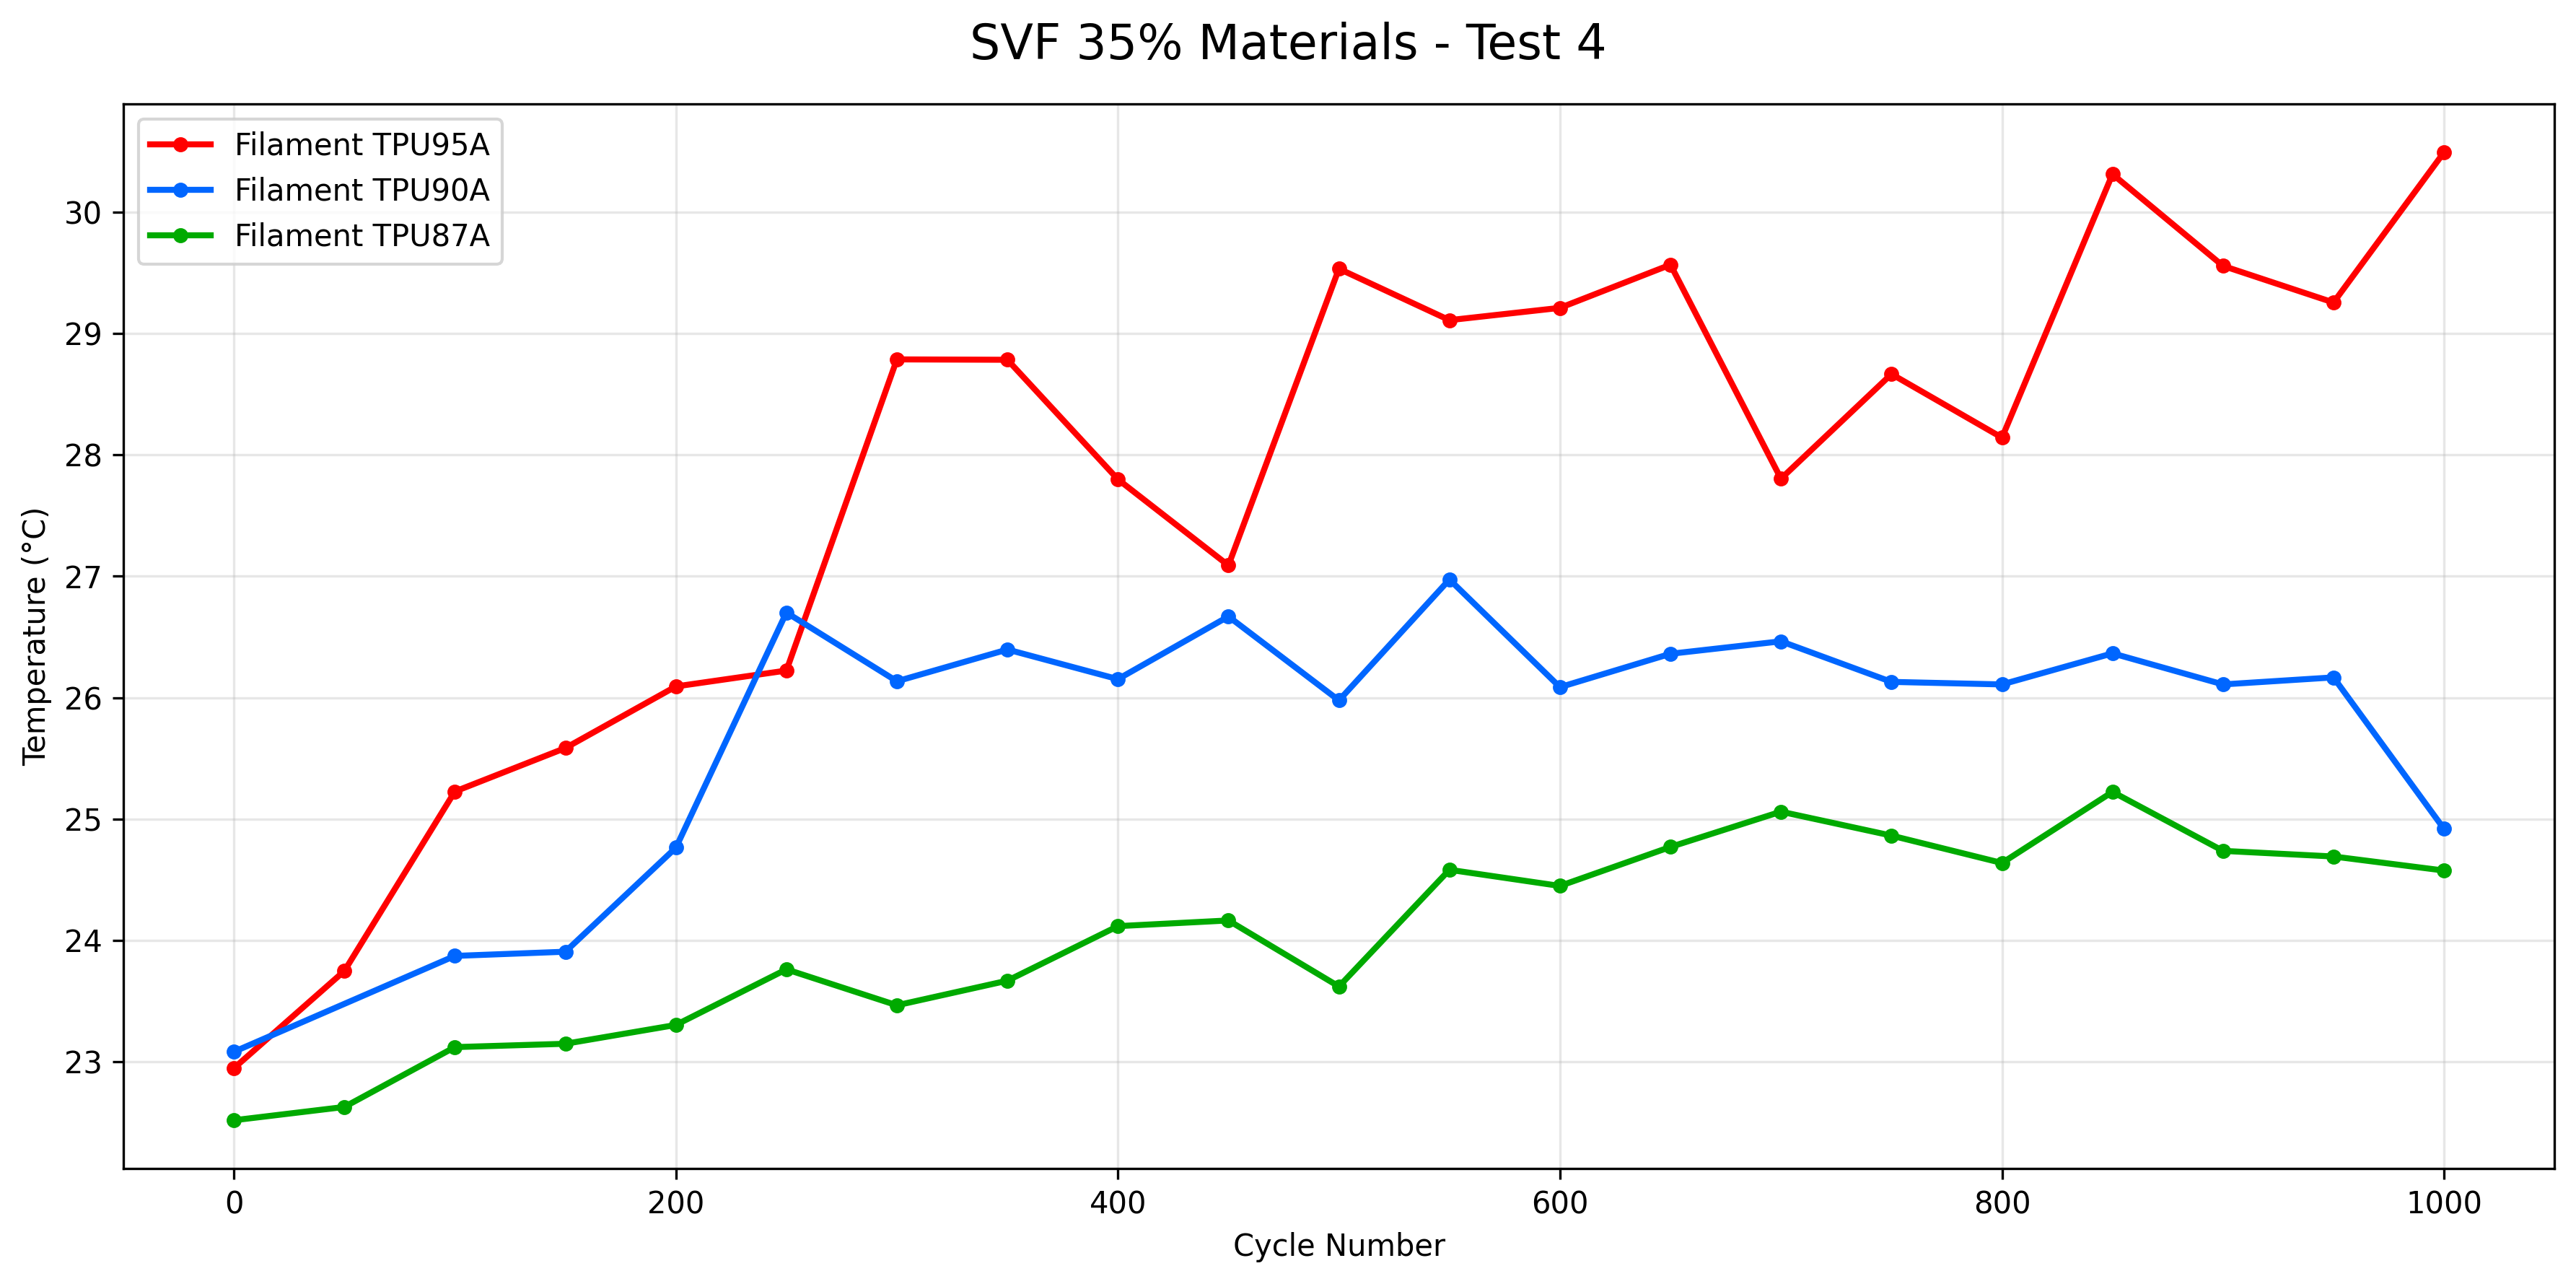 SVF 35% Materials - Test 4
Filament TPU95A
Filament TPU90A
Filament TPU87A
Temperature (°C)
30
29
28
27
26
25
24
23
0 200 400 600 800 1000
Cycle Number